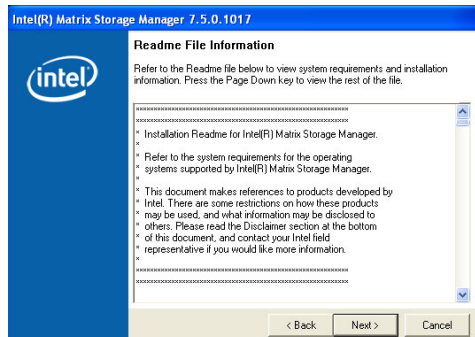 Intel(R) Matrix Storage Manager 7.5.0.1017
intel
Readme File Information
Refer to the Readme file below to view system requirements and installation
information. Press the Page Down key to view the rest of the file.
* Installation Readme for Intel(R) Matrix Storage Manager.
*
* Refer to the system requirements for the operating
* systems supported by Intel(R) Matrix Storage Manager.
*
* This document makes references to products developed by
* Intel. There are some restrictions on how these products
* may be used, and what information may be disclosed to
* others. Please read the Disclaimer section at the bottom
* of this document, and contact your Intel field
* representative if you would like more information.
*
< Back
Next >
Cancel